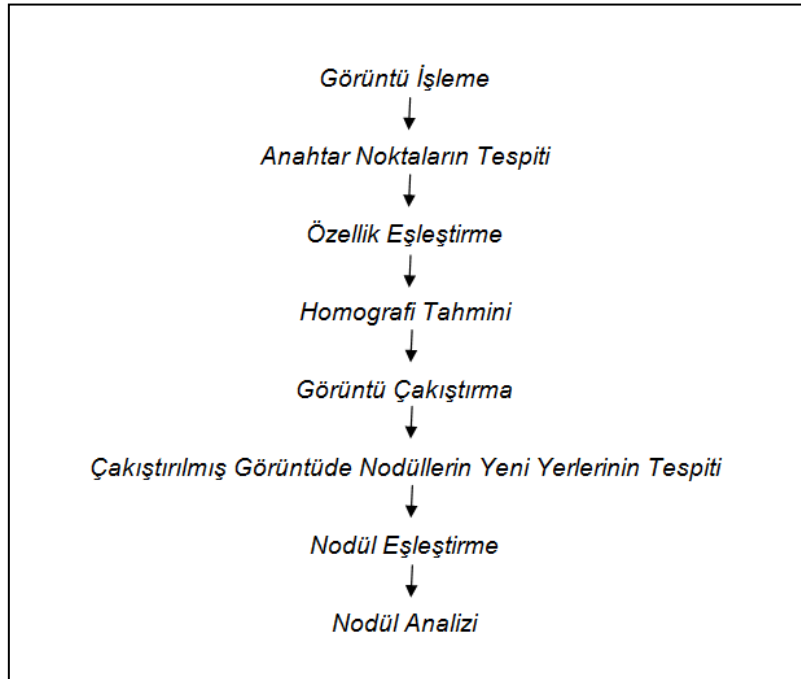 Görüntü İşleme
Anahtar Noktaların Tespiti
Özellik Eşleştirme
Homografi Tahmini
Görüntü Çakıştırma
Çakıştırılmış Görüntüde Nodüllerin Yeni Yerlerinin Tespiti
Nodül Eşleştirme
Nodül Analizi